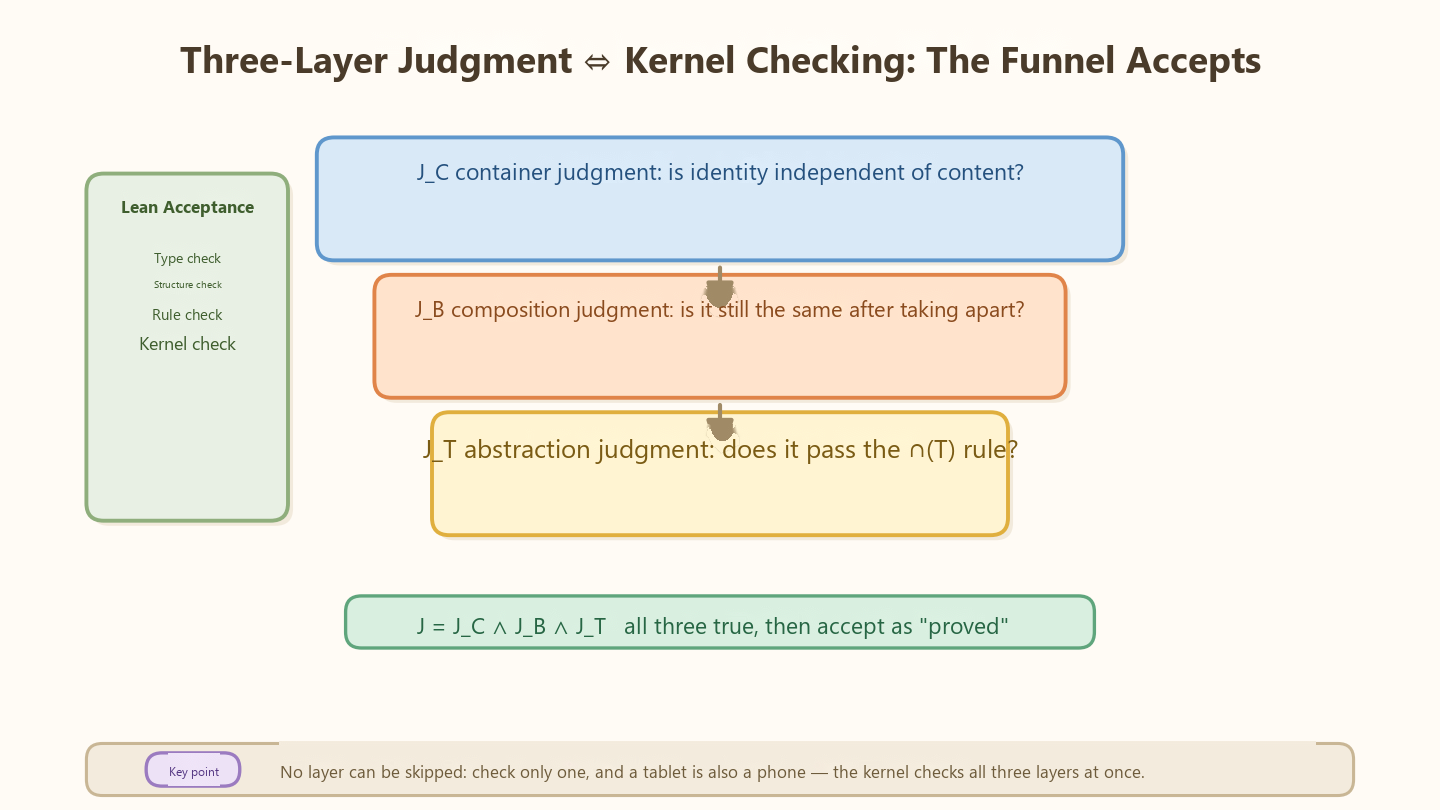 Three-Layer Judgment ⇔ Kernel Checking: The Funnel Accepts
Lean Acceptance
Type check
Structure check
Rule check
Kernel check
J_C container judgment: is identity independent of content?
J_B composition judgment: is it still the same after taking apart?
J_T abstraction judgment: does it pass the ∩(T) rule?
J = J_C ∧ J_B ∧ J_T   all three true, then accept as "proved"
Key point
No layer can be skipped: check only one, and a tablet is also a phone — the kernel checks all three layers at once.